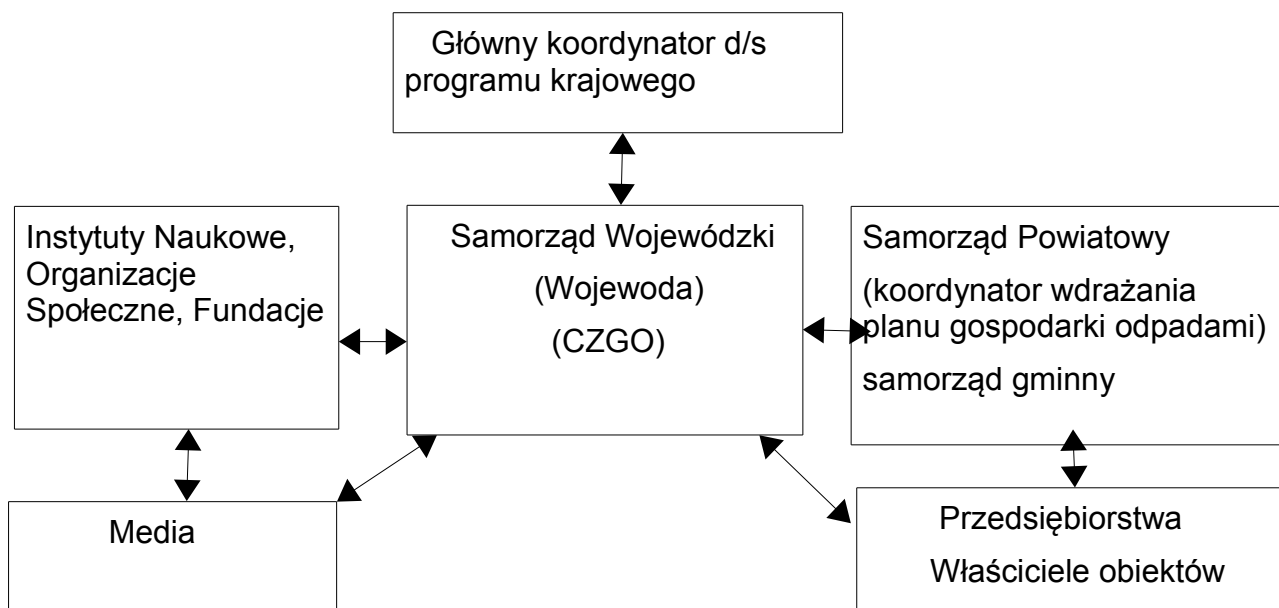 Główny koordynator d/s
programu krajowego
Instytuty Naukowe,
Organizacje
Społeczne, Fundacje
Samorząd Wojewódzki
(Wojewoda)
(CZGO)
Samorząd Powiatowy
(koordynator wdrażania
planu gospodarki odpadami)
samorząd gminny
Media
Przedsiębiorstwa
Właściciele obiektów